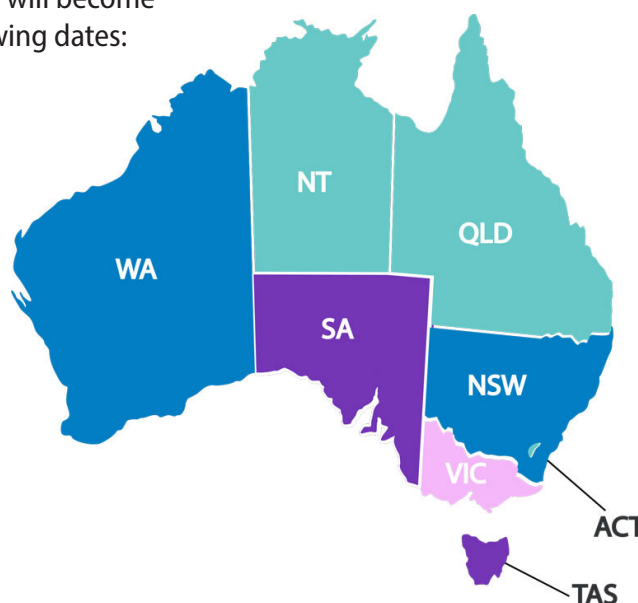 will become
wing dates:
NT
QLD
WA
SA
NSW
VIC
ACT
TAS